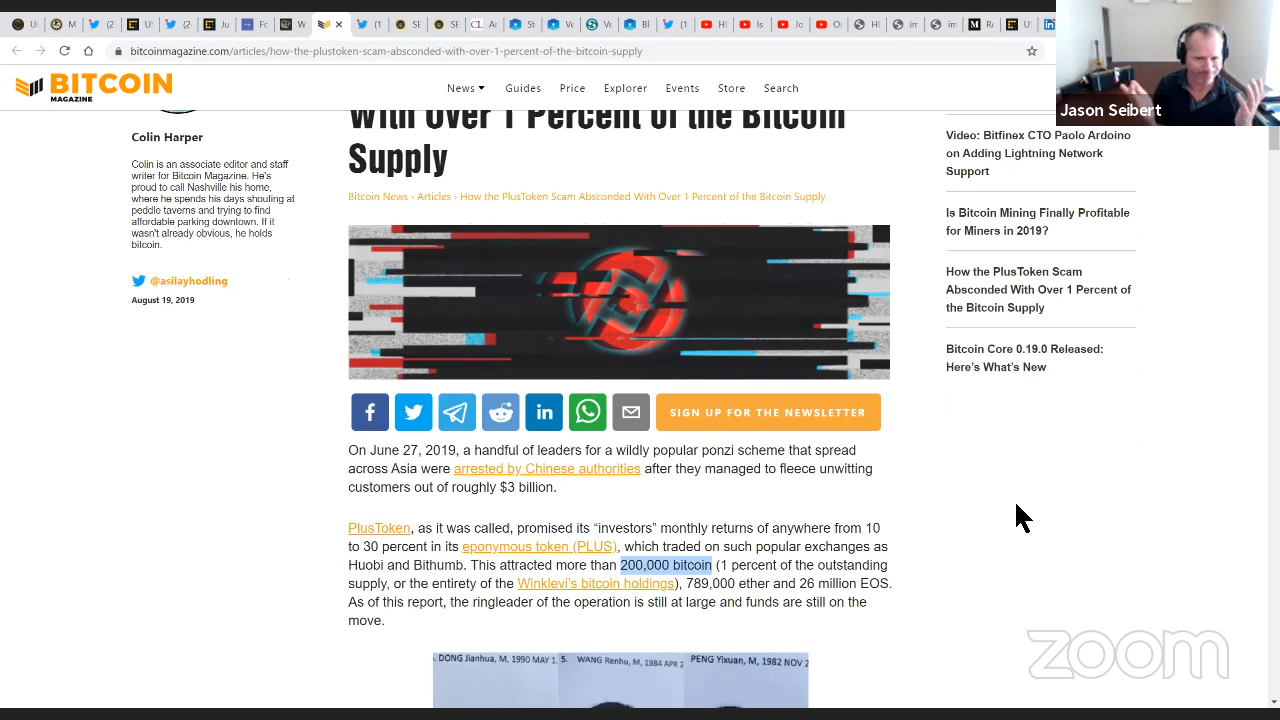 bitcoinmagazine.com/articles/how-the-plustoken-scam-absconded-with-over-1-percent-of-the-bitcoin-supply
BITCOIN
MAGAZINE
News
Guides
Price
Explorer
Events
Store
Search
Jason Seibert
With Over 1 Percent of the Bitcoin
Supply
Bitcoin News › Articles › How the PlusToken Scam Absconded With Over 1 Percent of the Bitcoin Supply
Colin Harper
Colin is an associate editor and staff
writer for Bitcoin Magazine. He's
proud to call Nashville his home,
where he spends his days shouting at
peddle taverns and trying to find
affordable parking downtown. If it
wasn't already obvious, he holds
bitcoin.
@asilayhodling
August 19, 2019
SIGN UP FOR THE NEWSLETTER
On June 27, 2019, a handful of leaders for a wildly popular ponzi scheme that spread
across Asia were arrested by Chinese authorities after they managed to fleece unwitting
customers out of roughly $3 billion.
PlusToken, as it was called, promised its “investors” monthly returns of anywhere from 10
to 30 percent in its eponymous token (PLUS), which traded on such popular exchanges as
Huobi and Bithumb. This attracted more than 200,000 bitcoin (1 percent of the outstanding
supply, or the entirety of the Winklevi’s bitcoin holdings), 789,000 ether and 26 million EOS.
As of this report, the ringleader of the operation is still at large and funds are still on the
move.
DONG Jianhua, M, 1990 MAY 1
5. WANG Renhu, M, 1984 APR 2
PENG Yixuan, M, 1982 NOV 2
Video: Bitfinex CTO Paolo Ardoino
on Adding Lightning Network
Support
Is Bitcoin Mining Finally Profitable
for Miners in 2019?
How the PlusToken Scam
Absconded With Over 1 Percent of
the Bitcoin Supply
Bitcoin Core 0.19.0 Released:
Here’s What’s New
zoom